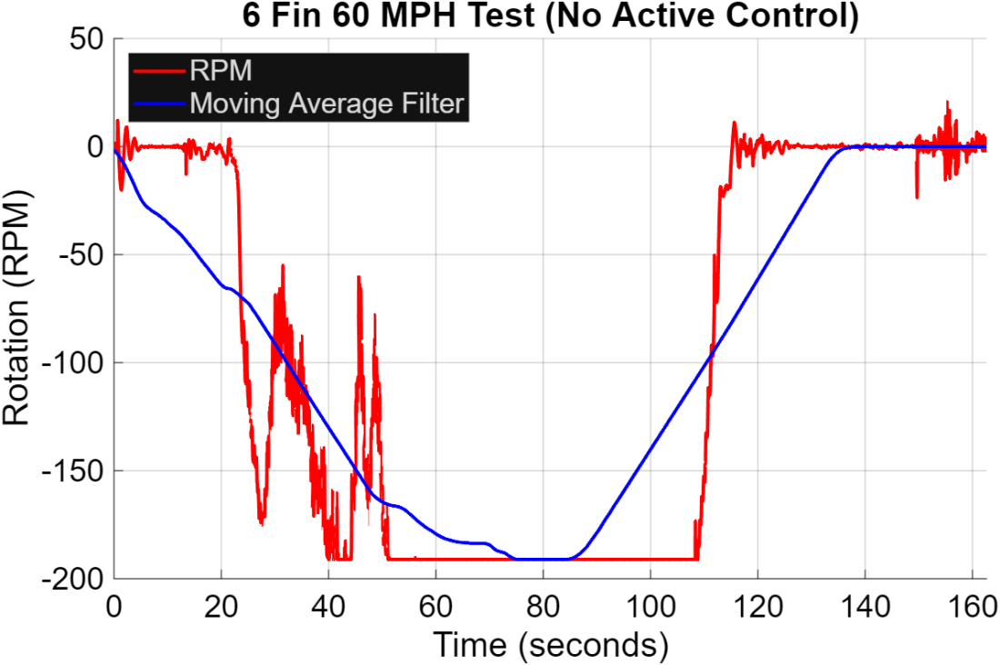 6 Fin 60 MPH Test (No Active Control)
50
RPM
Moving Average Filter
0
-50
-100
-150
-200
Rotation (RPM)
0 20 40 60 80 100 120 140 160
Time (seconds)